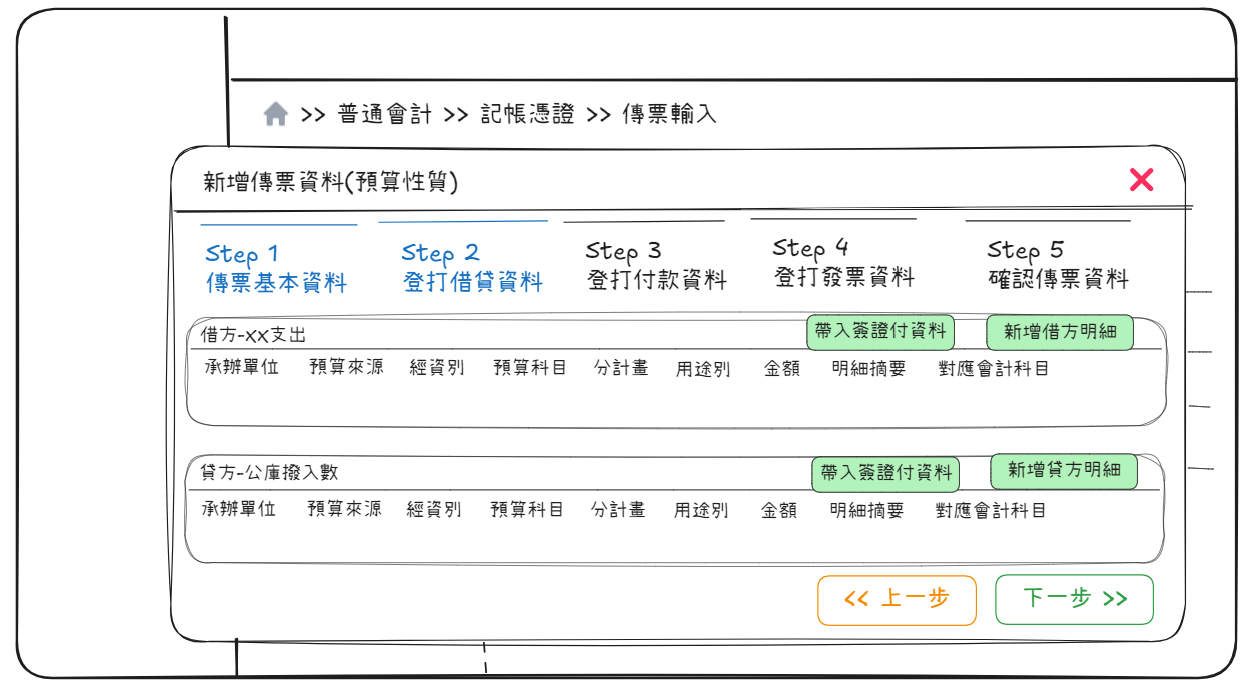 >> 普通會計 >> 記帳憑證 >> 傳票輸入
新增傳票資料(預算性質)
Step 1
傳票基本資料
Step 2
登打借貸資料
Step 3
登打付款資料
Step 4
登打發票資料
Step 5
確認傳票資料
借方-XX支出
帶入簽證付資料
新增借方明細
承辦單位 預算來源 經資別 預算科目 分計畫 用途別 金額 明細摘要 對應會計科目
貸方-公庫撥入數
帶入簽證付資料
新增貸方明細
承辦單位 預算來源 經資別 預算科目 分計畫 用途別 金額 明細摘要 對應會計科目
<< 上一步
下一步 >>